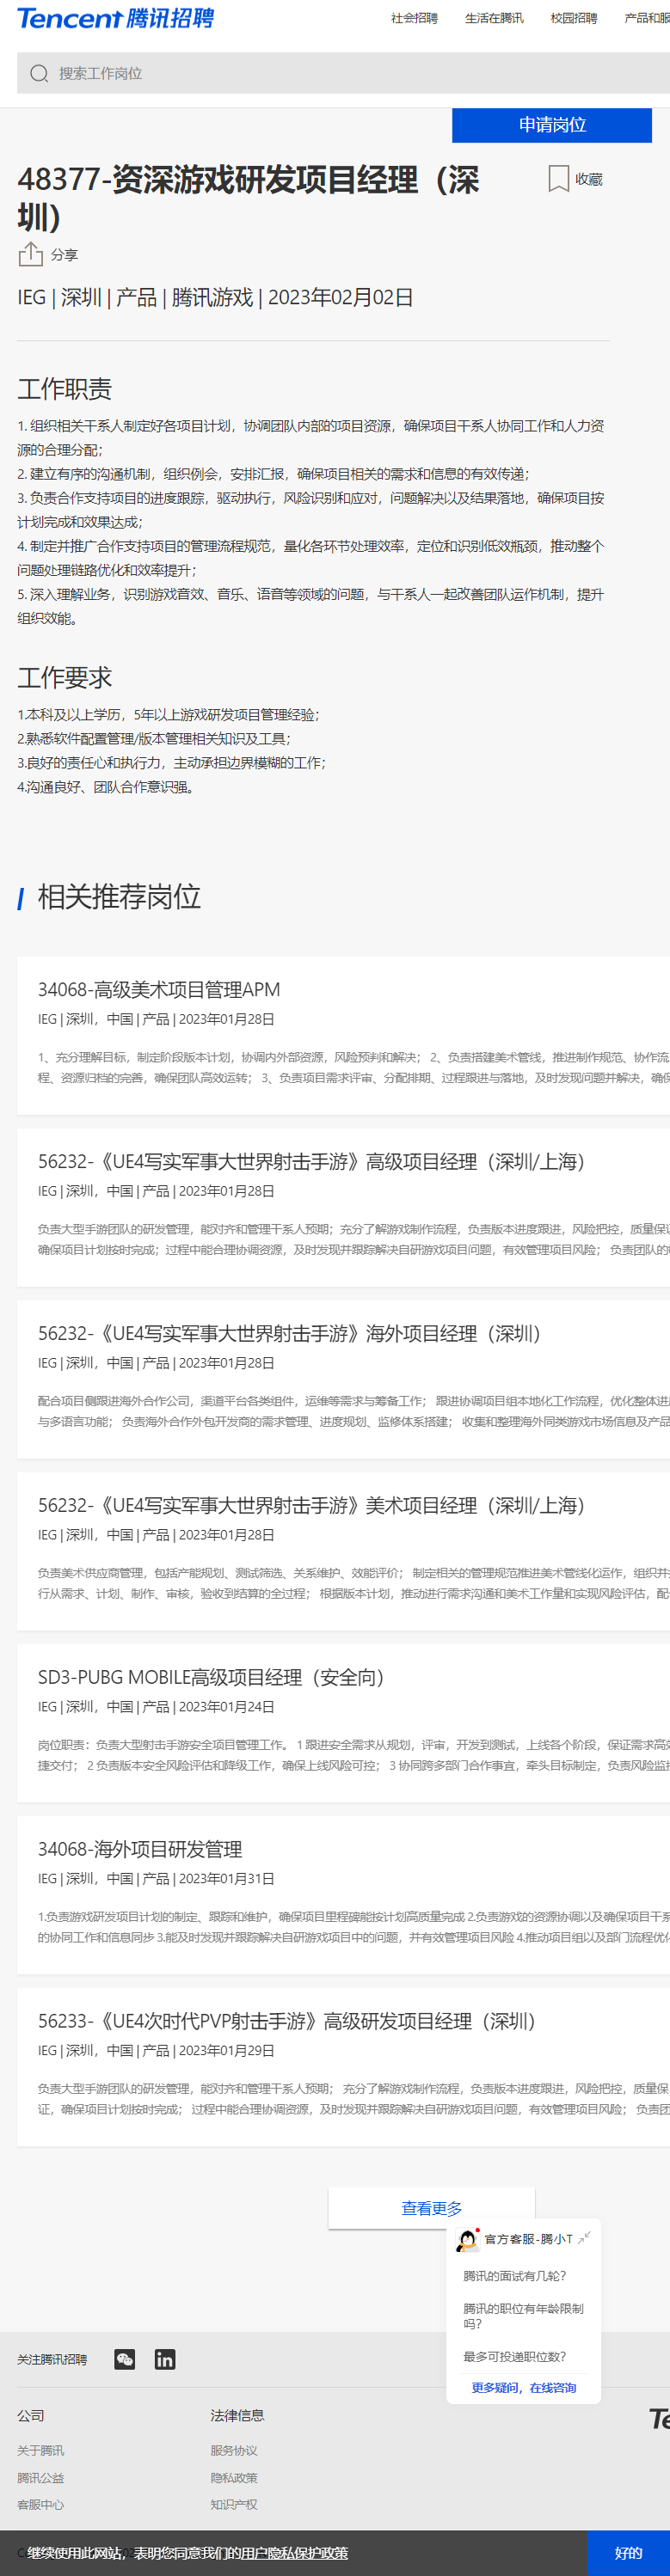 Tencent 腾讯招聘
社会招聘 生活在腾讯 校园招聘 产品和服
搜索工作岗位
申请岗位
48377-资深游戏研发项目经理（深
圳）
收藏
分享
IEG | 深圳 | 产品 | 腾讯游戏 | 2023年02月02日
工作职责
1. 组织相关干系人制定好各项目计划，协调团队内部的项目资源，确保项目干系人协同工作和人力资
源的合理分配；
2. 建立有序的沟通机制，组织例会，安排汇报，确保项目相关的需求和信息的有效传递；
3. 负责合作支持项目的进度跟踪，驱动执行，风险识别和应对，问题解决以及结果落地，确保项目按
计划完成和效果达成；
4. 制定并推广合作支持项目的管理流程规范，量化各环节处理效率，定位和识别低效瓶颈，推动整个
问题处理链路优化和效率提升；
5. 深入理解业务，识别游戏音效、音乐、语音等领域的问题，与干系人一起改善团队运作机制，提升
组织效能。
工作要求
1.本科及以上学历，5年以上游戏研发项目管理经验；
2.熟悉软件配置管理/版本管理相关知识及工具；
3.良好的责任心和执行力，主动承担边界模糊的工作；
4.沟通良好、团队合作意识强。
相关推荐岗位
34068-高级美术项目管理APM
IEG | 深圳，中国 | 产品 | 2023年01月28日
1、充分理解目标，制定阶段版本计划，协调内外部资源，风险预判和解决； 2、负责搭建美术管线，推进制作规范、协作流
程、资源归档的完善，确保团队高效运转； 3、负责项目需求评审、分配排期、过程跟进与落地，及时发现问题并解决，确保
56232-《UE4写实军事大世界射击手游》高级项目经理（深圳/上海）
IEG | 深圳，中国 | 产品 | 2023年01月28日
负责大型手游团队的研发管理，能对齐和管理干系人预期；充分了解游戏制作流程，负责版本进度跟进，风险把控，质量保证
确保项目计划按时完成；过程中能合理协调资源，及时发现并跟踪解决自研游戏项目问题，有效管理项目风险； 负责团队的
56232-《UE4写实军事大世界射击手游》海外项目经理（深圳）
IEG | 深圳，中国 | 产品 | 2023年01月28日
配合项目侧跟进海外合作公司，渠道平台各类组件，运维等需求与筹备工作； 跟进协调项目组本地化工作流程，优化整体进
与多语言功能； 负责海外合作外包开发商的需求管理、进度规划、监修体系搭建； 收集和整理海外同类游戏市场信息及产品
56232-《UE4写实军事大世界射击手游》美术项目经理（深圳/上海）
IEG | 深圳，中国 | 产品 | 2023年01月28日
负责美术供应商管理，包括产能规划、测试筛选、关系维护、效能评价； 制定相关的管理规范推进美术管线化运作，组织并
行从需求、计划、制作、审核，验收到结算的全过程； 根据版本计划，推动进行需求沟通和美术工作量和实现风险评估，配
SD3-PUBG MOBILE高级项目经理（安全向）
IEG | 深圳，中国 | 产品 | 2023年01月24日
岗位职责：负责大型射击手游安全项目管理工作。 1 跟进安全需求从规划，评审，开发到测试，上线各个阶段，保证需求高
捷交付； 2 负责版本安全风险评估和降级工作，确保上线风险可控； 3 协同跨多部门合作事宜，牵头目标制定，负责风险监
34068-海外项目研发管理
IEG | 深圳，中国 | 产品 | 2023年01月31日
1.负责游戏研发项目计划的制定、跟踪和维护，确保项目里程碑能按计划高质量完成 2.负责游戏的资源协调以及确保项目干系
的协同工作和信息同步 3.能及时发现并跟踪解决自研游戏项目中的问题，并有效管理项目风险 4.推动项目组以及部门流程优
56233-《UE4次时代PVP射击手游》高级研发项目经理（深圳）
IEG | 深圳，中国 | 产品 | 2023年01月29日
负责大型手游团队的研发管理，能对齐和管理干系人预期； 充分了解游戏制作流程，负责版本进度跟进，风险把控，质量保
证，确保项目计划按时完成； 过程中能合理协调资源，及时发现并跟踪解决自研游戏项目问题，有效管理项目风险； 负责团
查看更多
官方客服-腾小T
腾讯的面试有几轮？
腾讯的职位有年龄限制
吗？
最多可投递职位数？
更多疑问，在线咨询
关注腾讯招聘
公司 法律信息
关于腾讯 服务协议
腾讯公益 隐私政策
客服中心 知识产权
继续使用此网站，表明您同意我们的用户隐私保护政策 好的